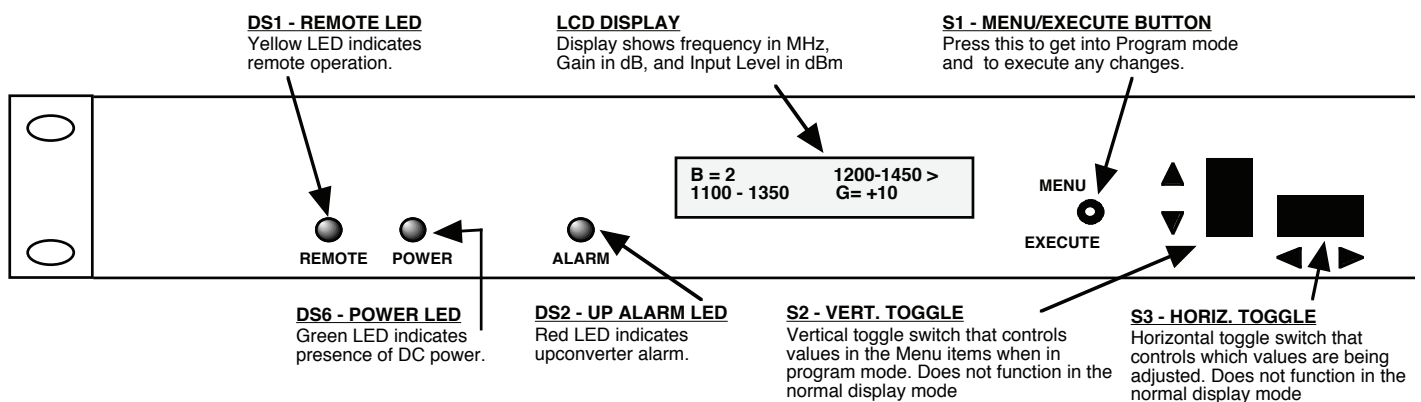 DS1 - REMOTE LED
Yellow LED indicates
remote operation.
LCD DISPLAY
Display shows frequency in MHz,
Gain in dB, and Input Level in dBm
S1 - MENU/EXECUTE BUTTON
Press this to get into Program mode
and to execute any changes.
B = 2 1200-1450 >
1100 - 1350 G= +10
MENU
EXECUTE
REMOTE
POWER
ALARM
DS6 - POWER LED
Green LED indicates
presence of DC power.
DS2 - UP ALARM LED
Red LED indicates
upconverter alarm.
S2 - VERT. TOGGLE
Vertical toggle switch that controls
values in the Menu items when in
program mode. Does not function in the
normal display mode
S3 - HORIZ. TOGGLE
Horizontal toggle switch that
controls which values are being
adjusted. Does not function in the
normal display mode